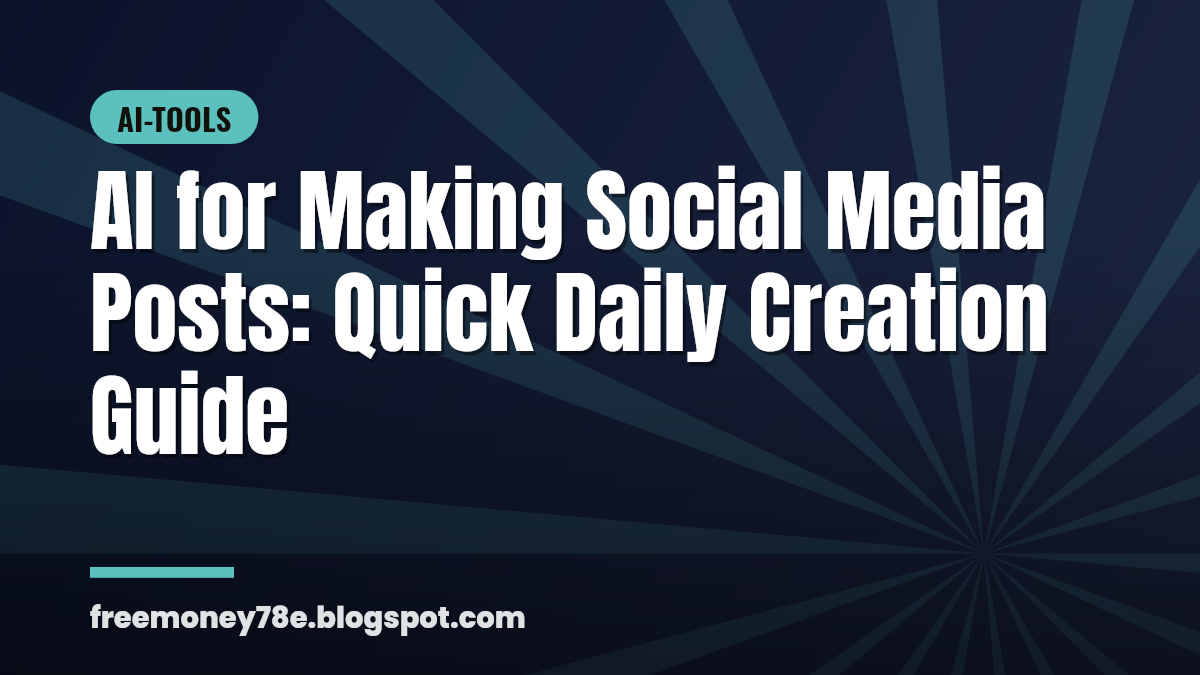 AI-TOOLS
AI for Making Social Media
Posts: Quick Daily Creation
Guide
freemoney78e.blogspot.com